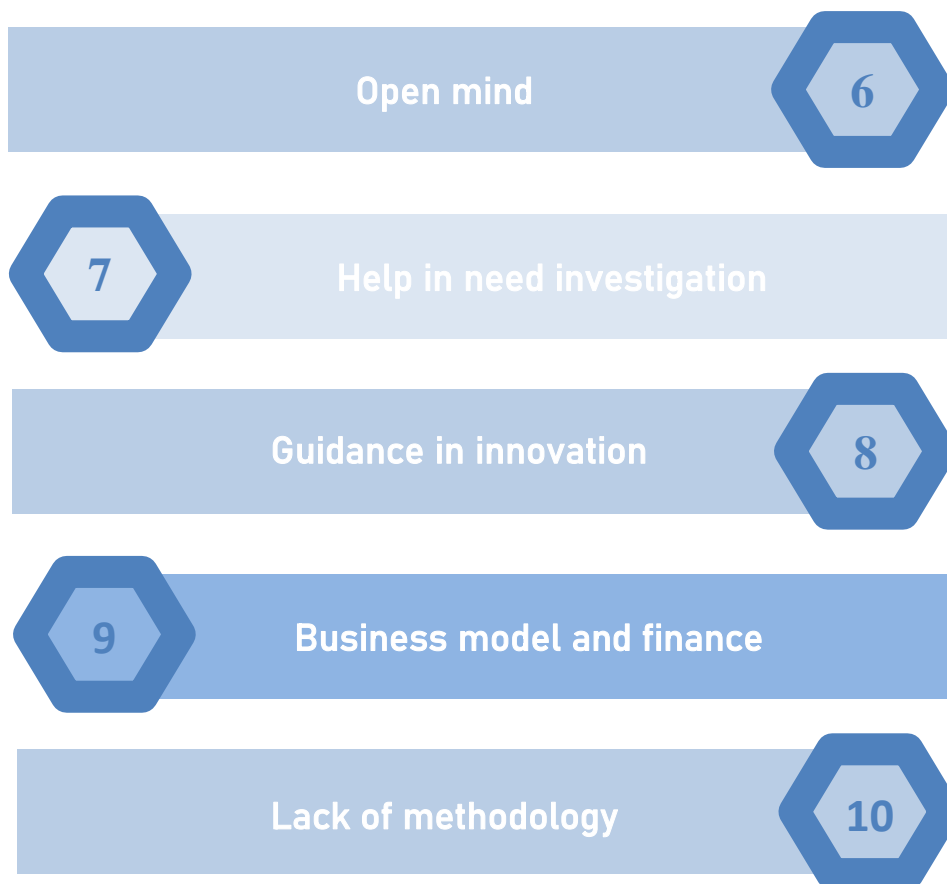 Open mind
6
7
Help in need investigation
Guidance in innovation
8
9
Business model and finance
Lack of methodology
10